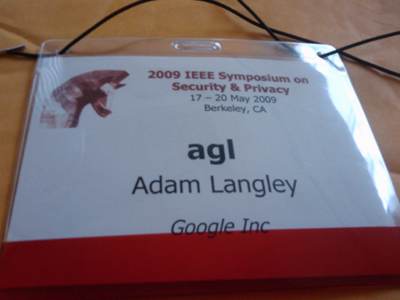 2009 IEEE Symposium on
Security & Privacy
17 – 20 May 2009
Berkeley, CA
agl
Adam Langley
Google Inc